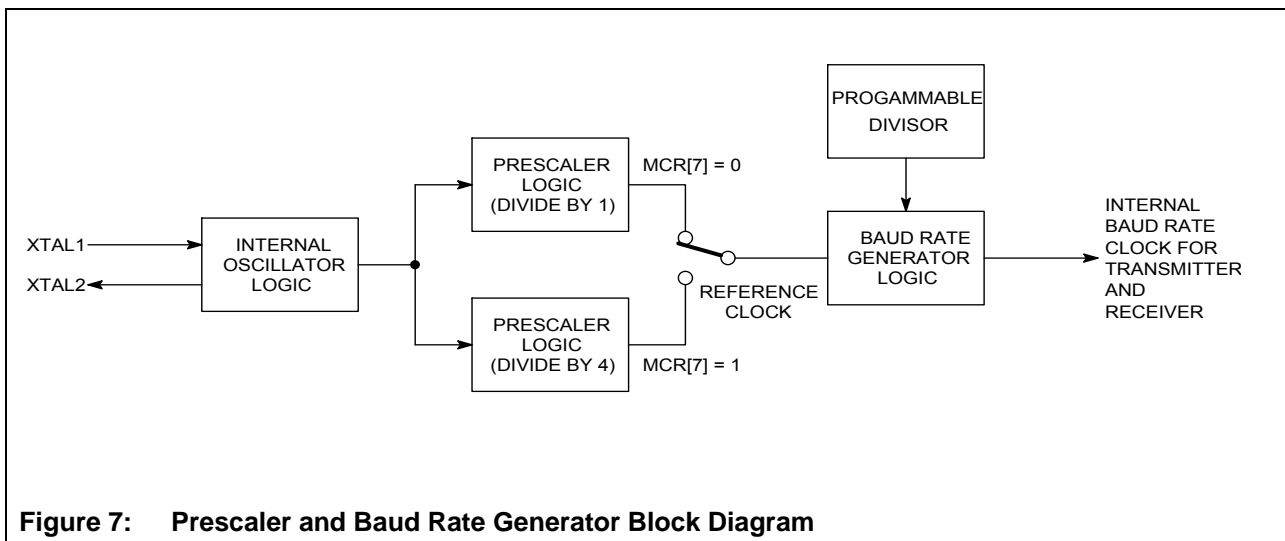 PROGAMMABLE
DIVISOR
PRESCALER
LOGIC
(DIVIDE BY 1)
MCR[7] = 0
XTAL1
XTAL2
INTERNAL
OSCILLATOR
LOGIC
BAUD RATE
GENERATOR
LOGIC
INTERNAL
BAUD RATE
CLOCK FOR
TRANSMITTER
AND
RECEIVER
REFERENCE
CLOCK
PRESCALER
LOGIC
(DIVIDE BY 4)
MCR[7] = 1
Figure 7: Prescaler and Baud Rate Generator Block Diagram